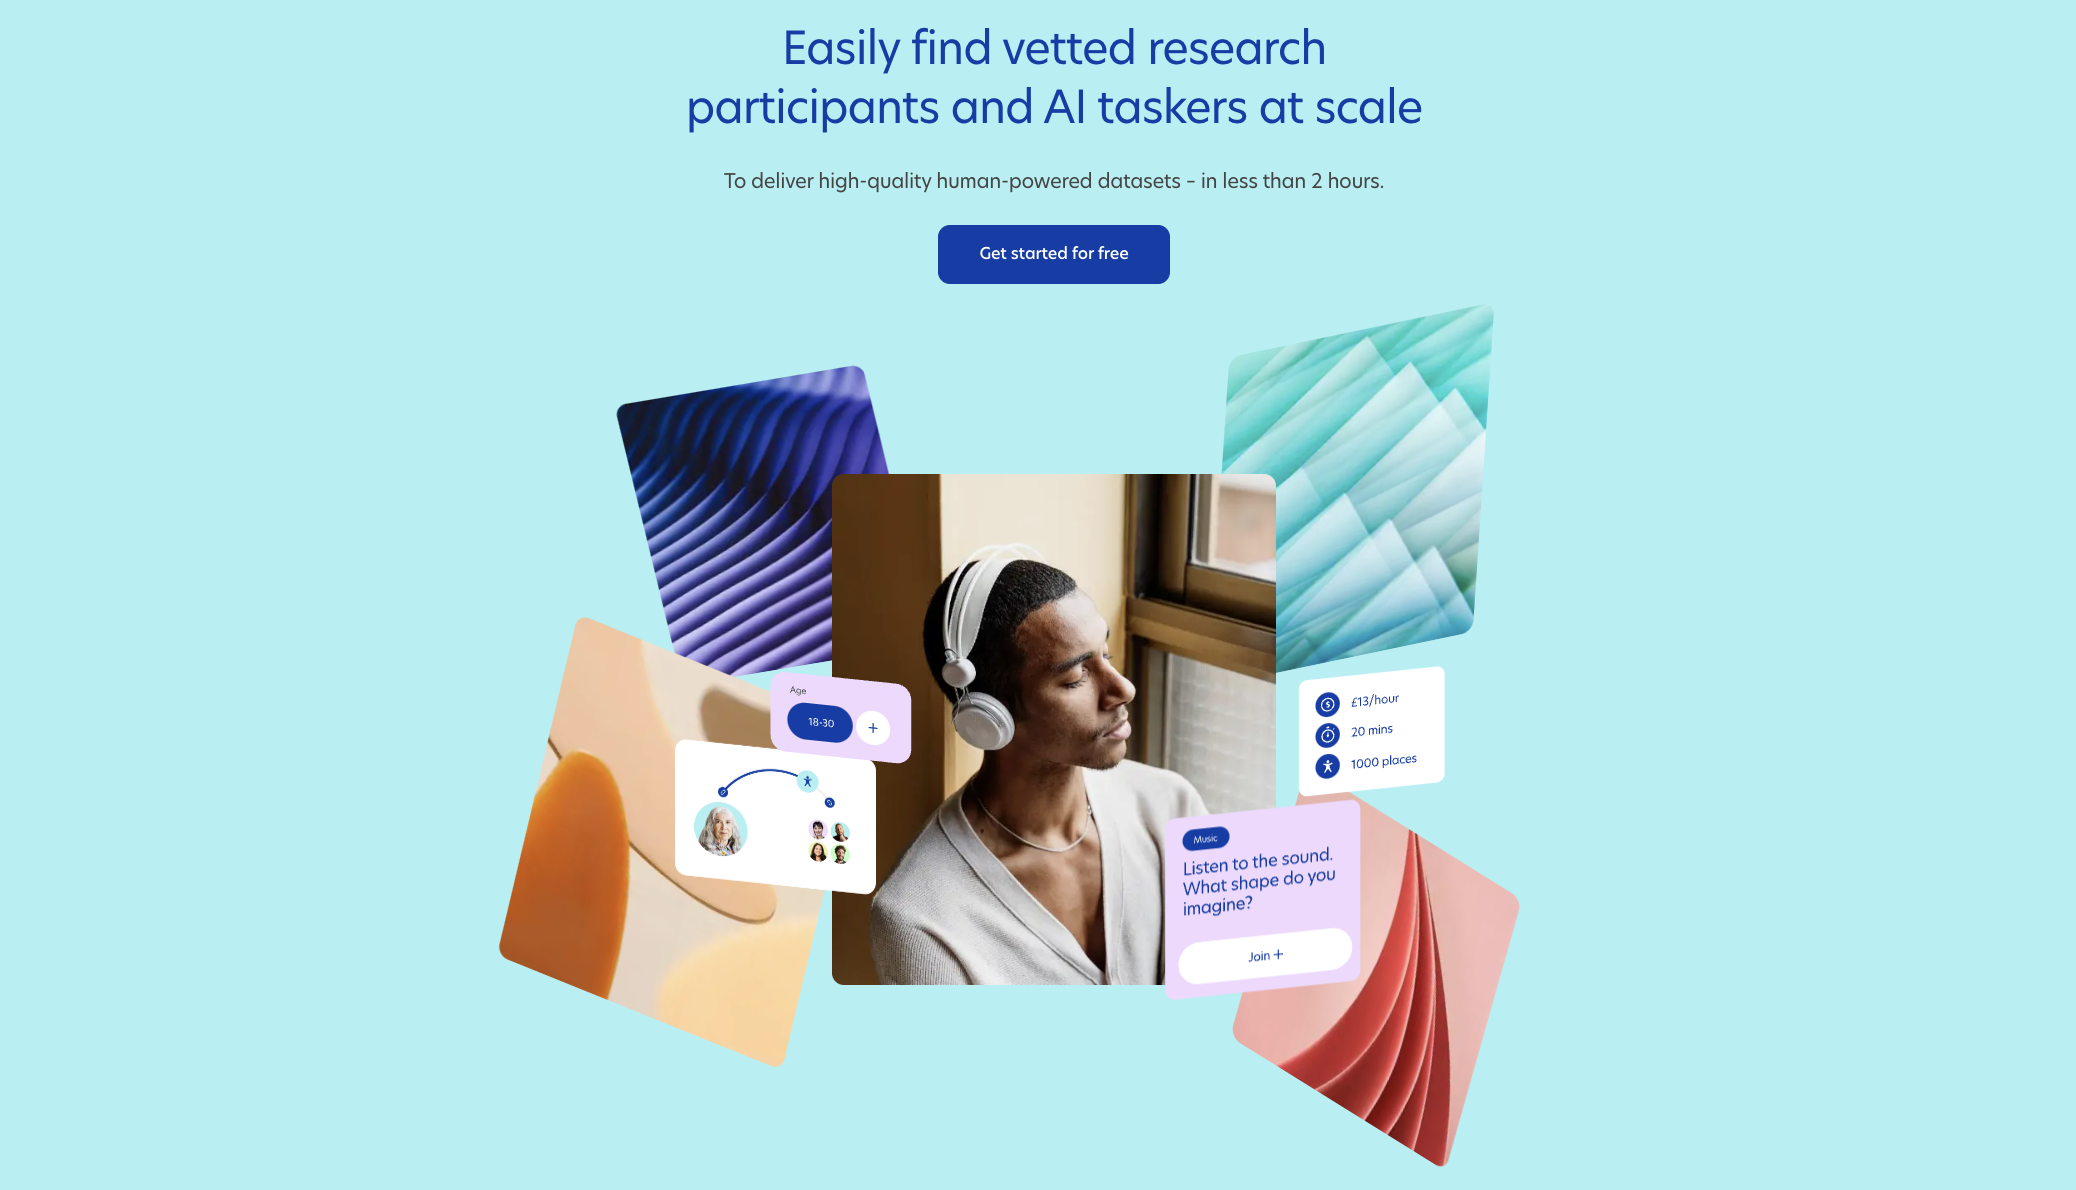 Easily find vetted research
participants and AI taskers at scale
To deliver high-quality human-powered datasets – in less than 2 hours.
Get started for free
Age
18-30
+
£13/hour
20 mins
1000 places
Music
Listen to the sound.
What shape do you
imagine?
Join +